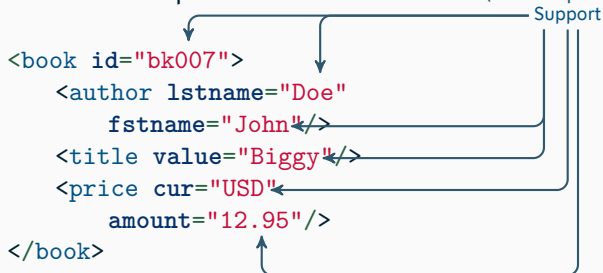 Support
<book id="bk007">
<author lstname="Doe"
fstname="John"/>
<title value="Biggy"/>
<price cur="USD"
amount="12.95"/>
</book>